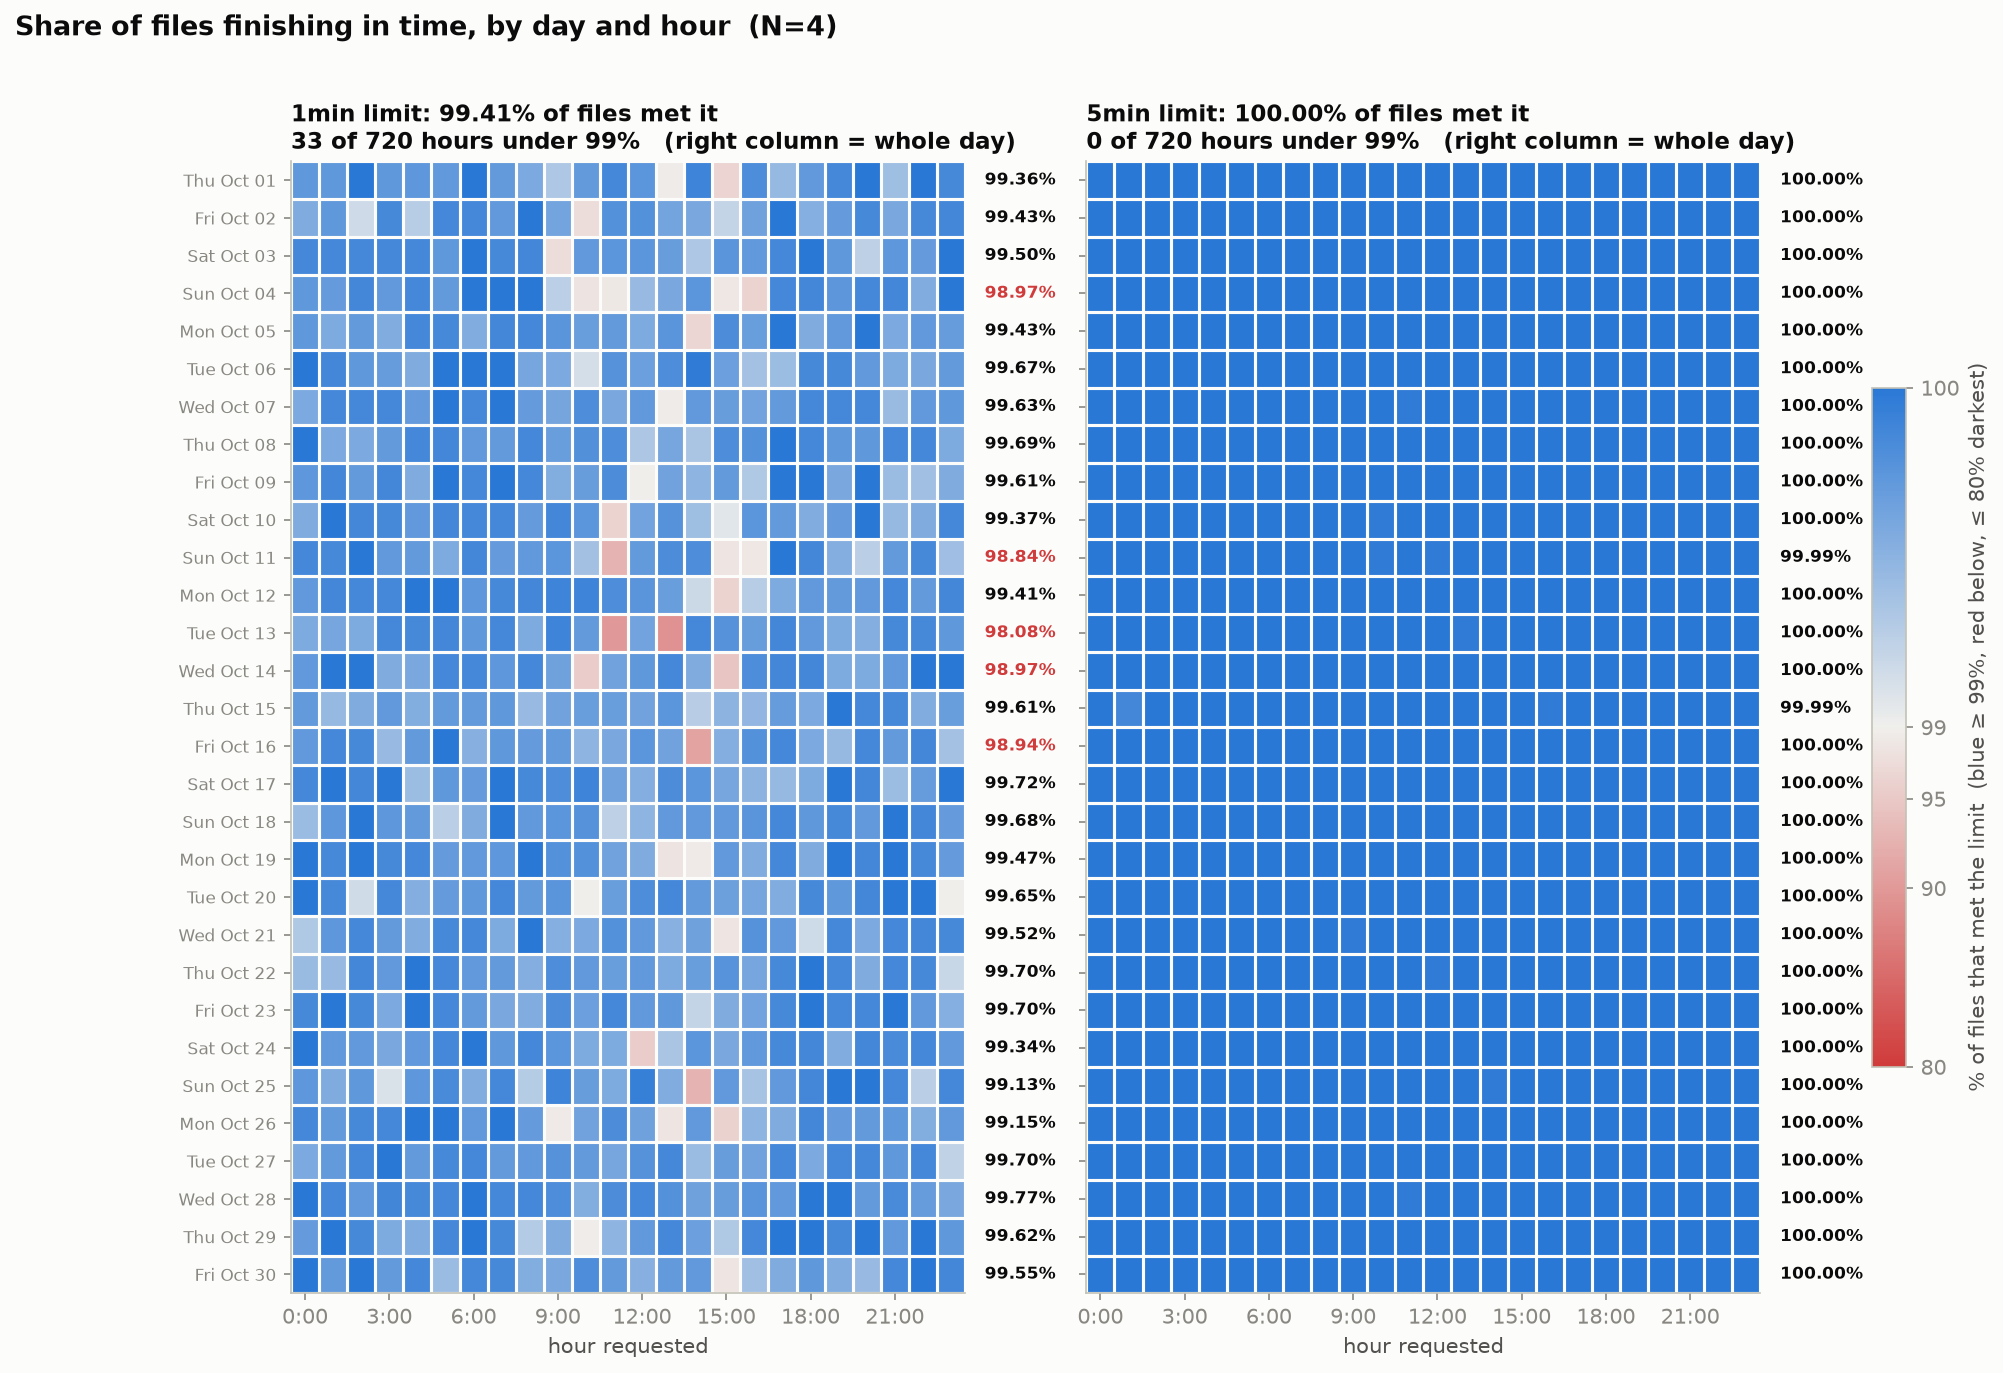 Share of files finishing in time, by day and hour  (N=4)
1min limit: 99.41% of files met it
33 of 720 hours under 99%   (right column = whole day)
5min limit: 100.00% of files met it
0 of 720 hours under 99%   (right column = whole day)
Thu Oct 01 99.36% 100.00%
Fri Oct 02 99.43% 100.00%
Sat Oct 03 99.50% 100.00%
Sun Oct 04 98.97% 100.00%
Mon Oct 05 99.43% 100.00%
Tue Oct 06 99.67% 100.00%
Wed Oct 07 99.63% 100.00%
Thu Oct 08 99.69% 100.00%
Fri Oct 09 99.61% 100.00%
Sat Oct 10 99.37% 100.00%
Sun Oct 11 98.84% 99.99%
Mon Oct 12 99.41% 100.00%
Tue Oct 13 98.08% 100.00%
Wed Oct 14 98.97% 100.00%
Thu Oct 15 99.61% 99.99%
Fri Oct 16 98.94% 100.00%
Sat Oct 17 99.72% 100.00%
Sun Oct 18 99.68% 100.00%
Mon Oct 19 99.47% 100.00%
Tue Oct 20 99.65% 100.00%
Wed Oct 21 99.52% 100.00%
Thu Oct 22 99.70% 100.00%
Fri Oct 23 99.70% 100.00%
Sat Oct 24 99.34% 100.00%
Sun Oct 25 99.13% 100.00%
Mon Oct 26 99.15% 100.00%
Tue Oct 27 99.70% 100.00%
Wed Oct 28 99.77% 100.00%
Thu Oct 29 99.62% 100.00%
Fri Oct 30 99.55% 100.00%
0:00 3:00 6:00 9:00 12:00 15:00 18:00 21:00
hour requested
0:00 3:00 6:00 9:00 12:00 15:00 18:00 21:00
hour requested
100
99
95
90
80
% of files that met the limit  (blue ≥ 99%, red below, ≤ 80% darkest)